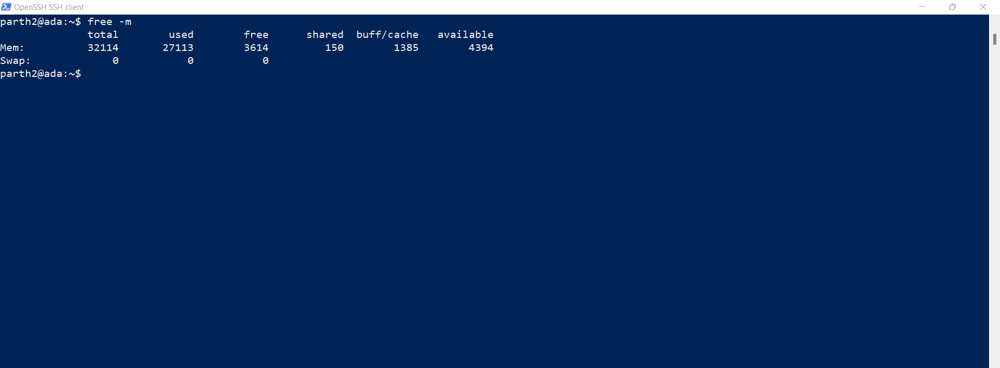 OpenSSH SSH client
parth2@ada:~$ free -m
total used free shared buff/cache available
Mem: 32114 27113 3614 150 1385 4394
Swap: 0 0 0
parth2@ada:~$